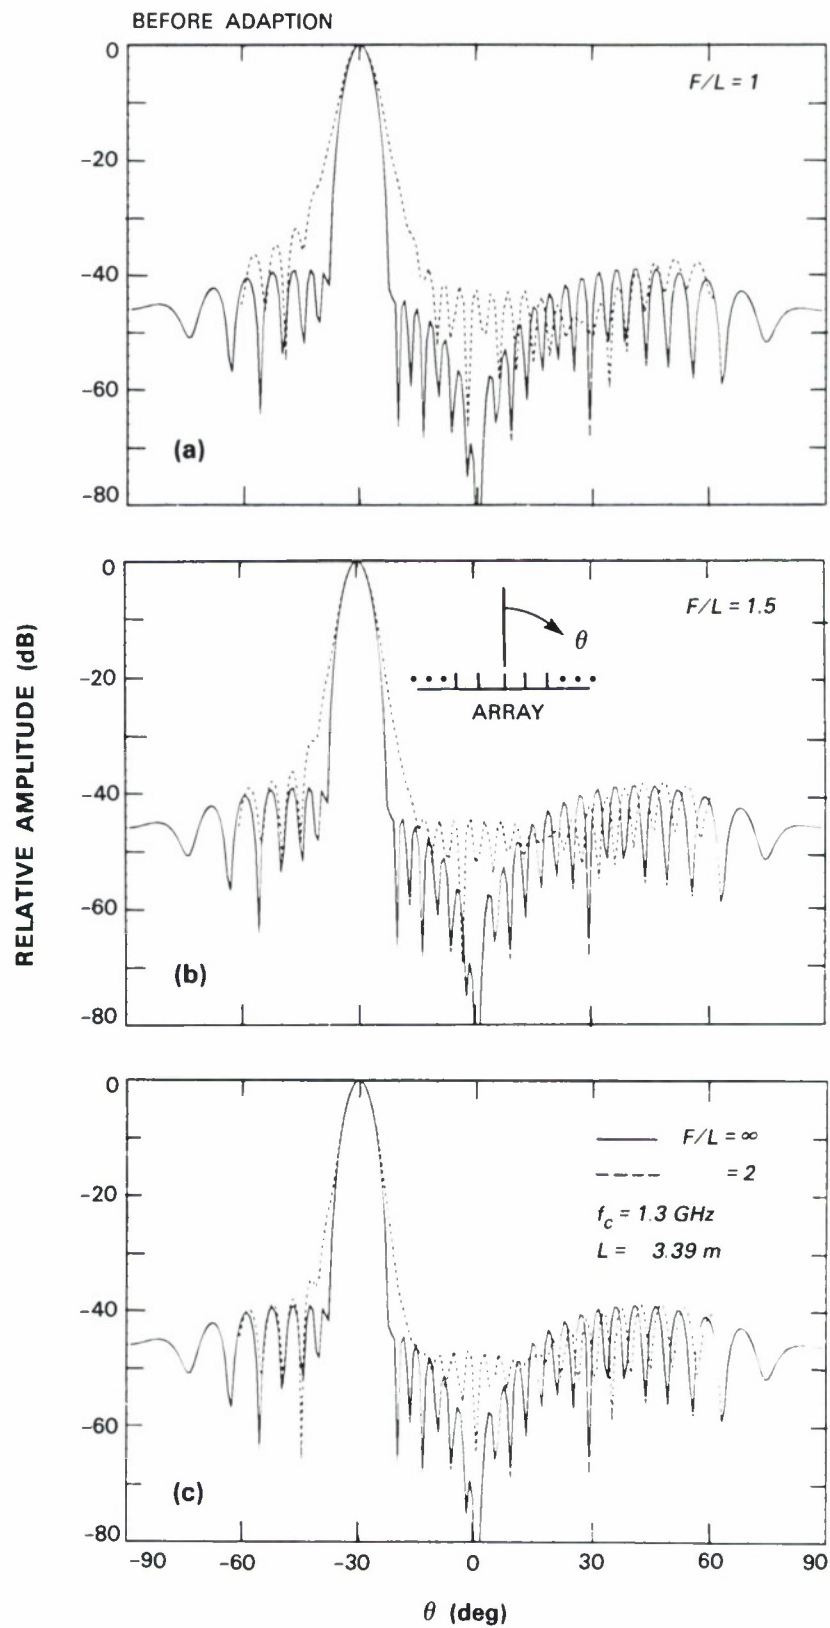 BEFORE ADAPTION
0
F/L = 1
−20
−40
−60
(a)
−80
0
F/L = 1.5
θ
−20
ARRAY
−40
−60
(b)
−80
RELATIVE AMPLITUDE (dB)
0
F/L = ∞
= 2
−20
f_c = 1.3 GHz
L = 3.39 m
−40
−60
(c)
−80
−90 −60 −30 0 30 60 90
θ (deg)